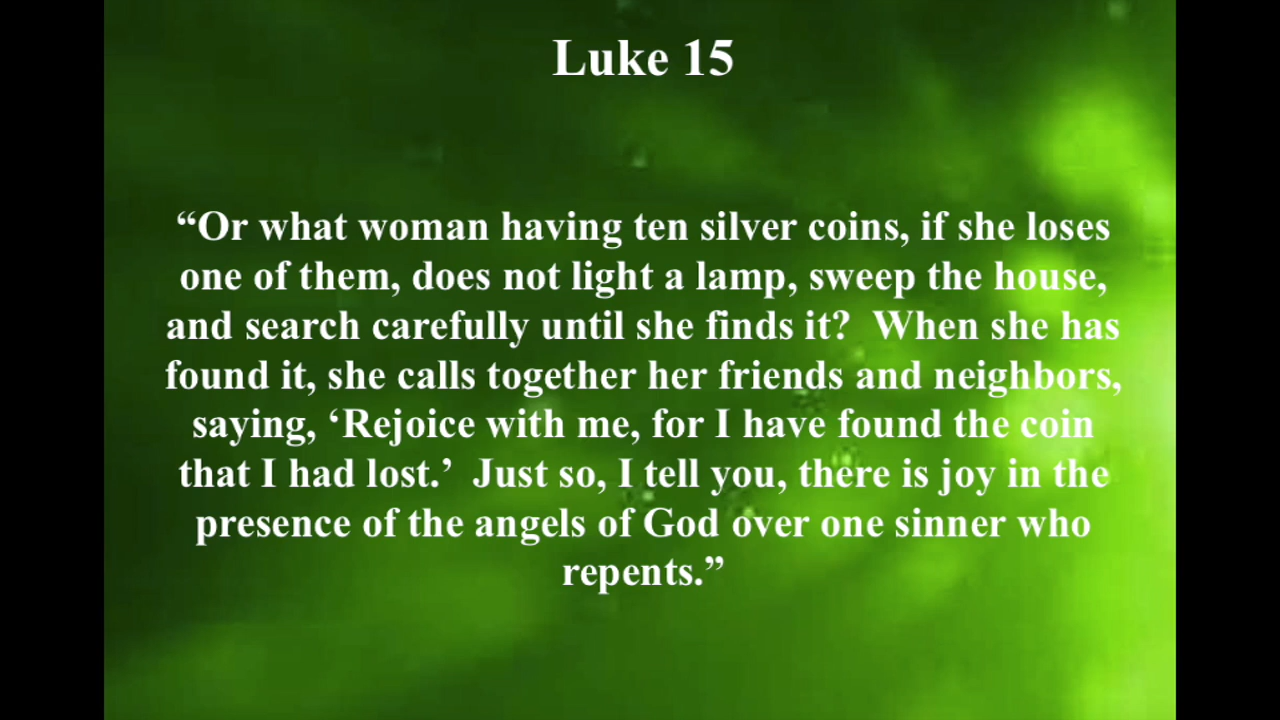 Luke 15
“Or what woman having ten silver coins, if she loses
one of them, does not light a lamp, sweep the house,
and search carefully until she finds it?  When she has
found it, she calls together her friends and neighbors,
saying, ‘Rejoice with me, for I have found the coin
that I had lost.’  Just so, I tell you, there is joy in the
presence of the angels of God over one sinner who
repents.”